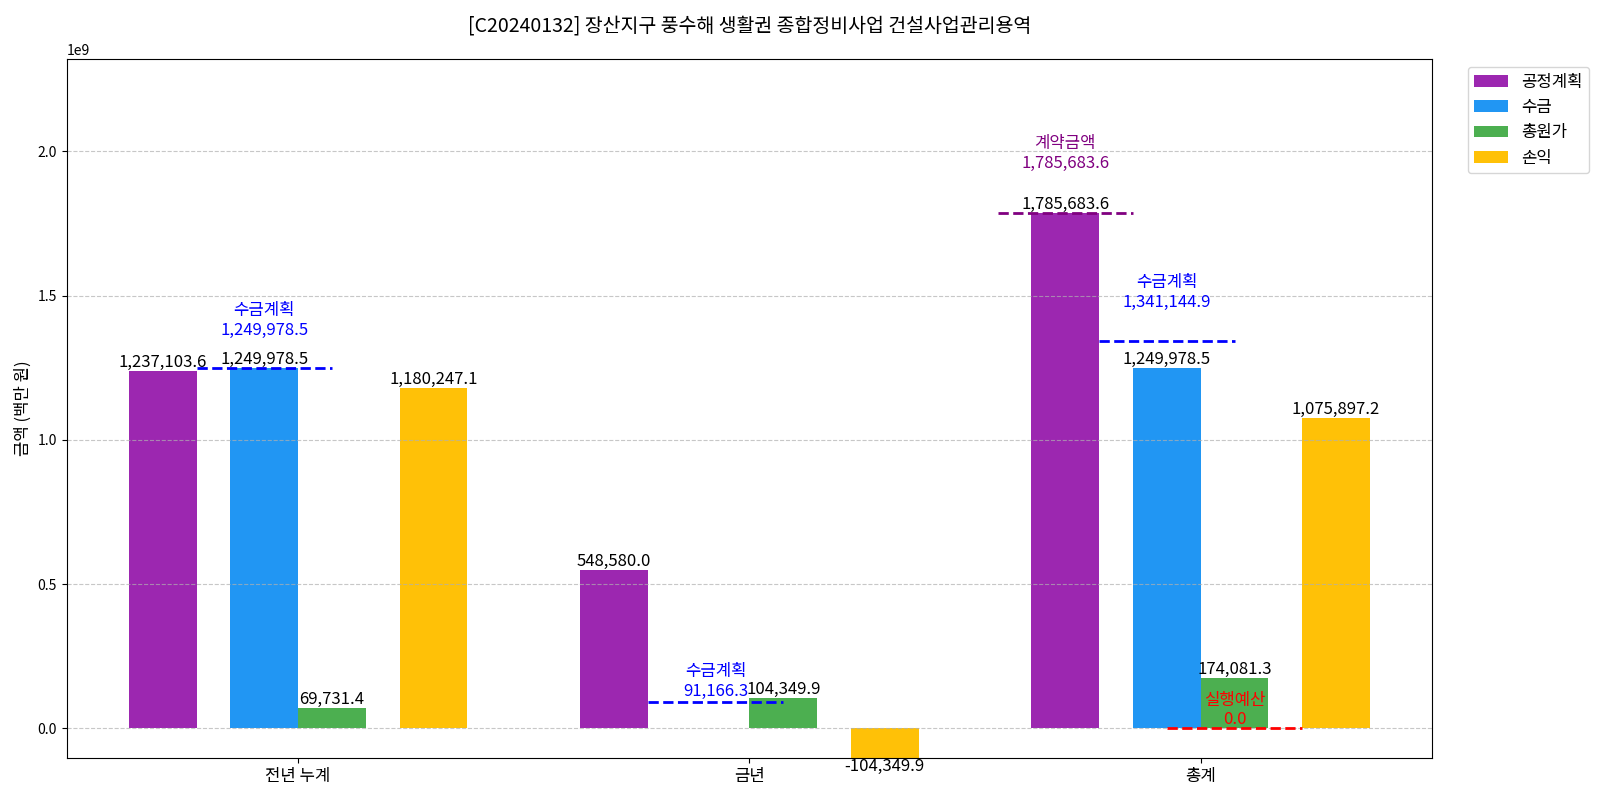 [C20240132] 장산지구 풍수해 생활권 종합정비사업 건설사업관리용역
1e9
공정계획
수금
총원가
손익
2.0
1.5
1.0
0.5
0.0
금액 (백만 원)
계약금액
1,785,683.6
1,785,683.6
수금계획
1,341,144.9
수금계획
1,249,978.5
1,237,103.6
1,249,978.5
1,180,247.1
1,249,978.5
1,075,897.2
548,580.0
수금계획
91,166.3
104,349.9
69,731.4
174,081.3
실행예산
0.0
-104,349.9
전년 누계
금년
총계